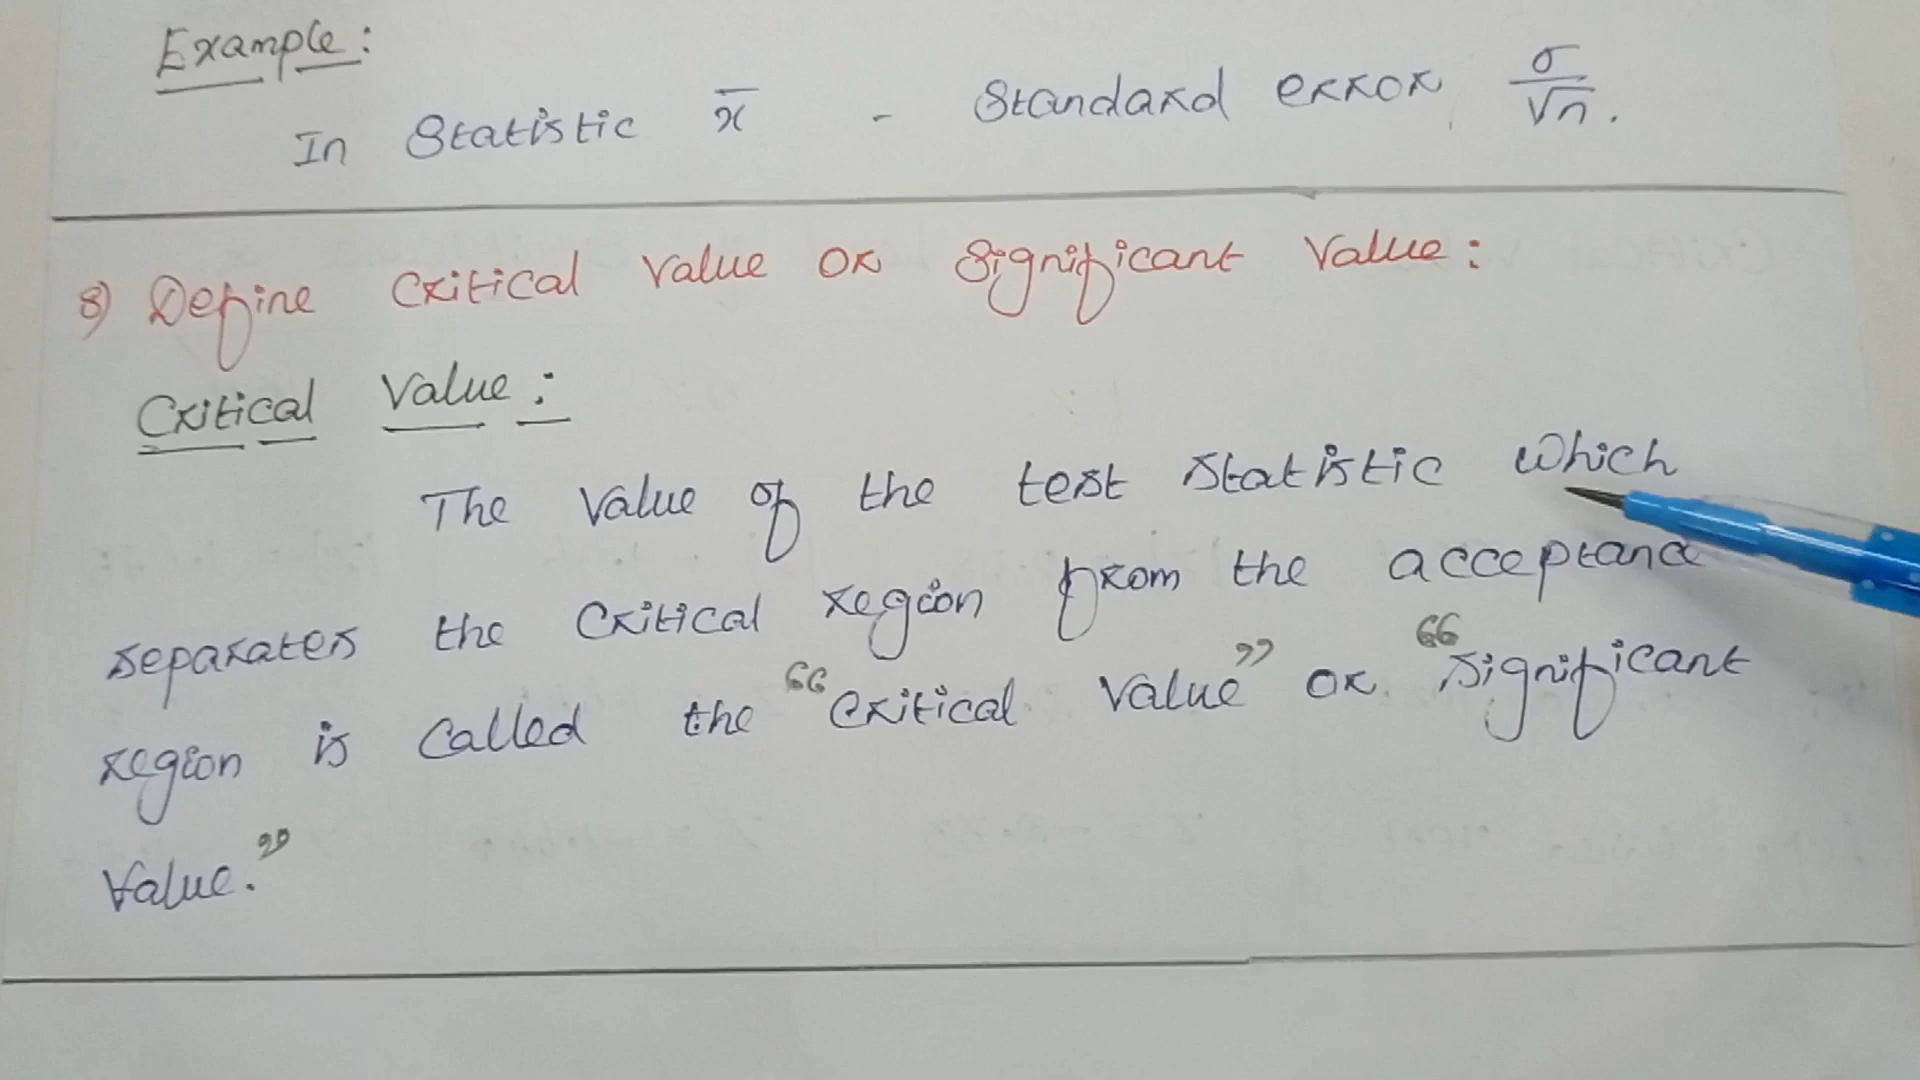 Example:
In Statistic x̄ - Standard error σ/√n.
8) Define Critical Value or Significant Value:
Critical Value:
The Value of the test statistic which
separates the Critical region from the acceptance
region is called the "Critical Value" or "Significant
Value."